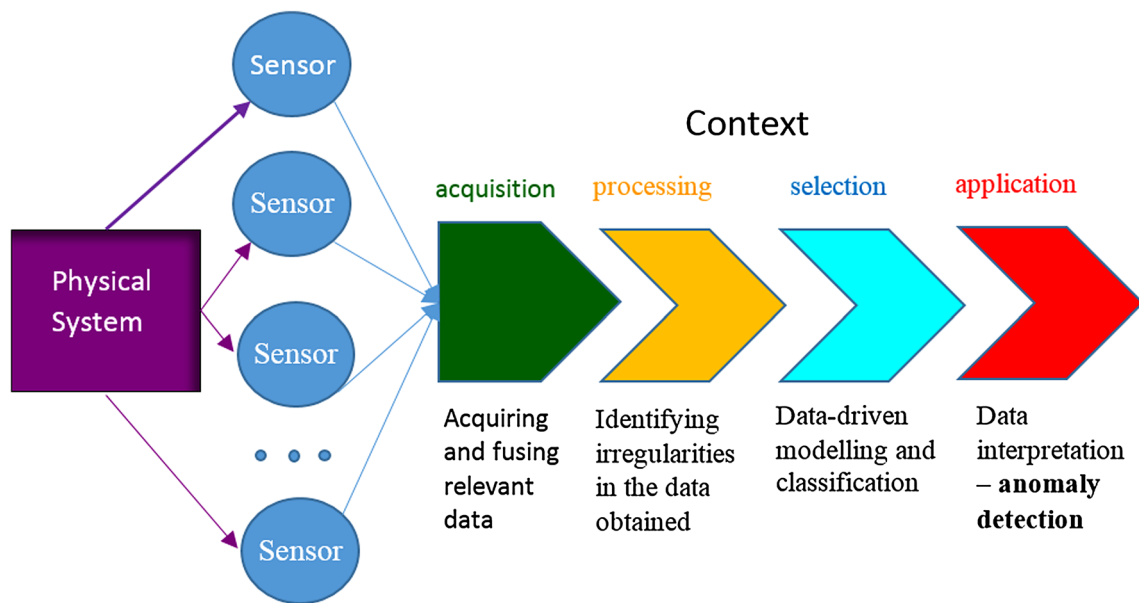 Sensor
Sensor
Sensor
Sensor
Physical
System
Context
acquisition
processing
selection
application
Acquiring
and fusing
relevant
data
Identifying
irregularities
in the data
obtained
Data-driven
modelling and
classification
Data
interpretation
– anomaly
detection